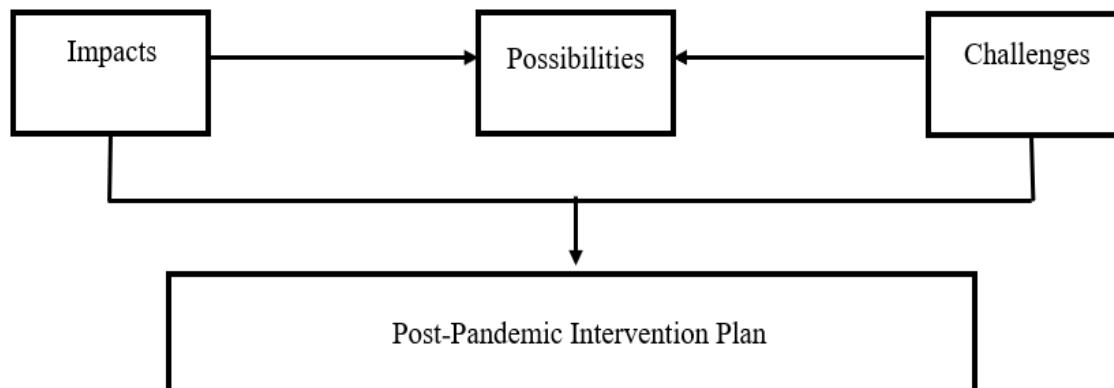 Impacts
Possibilities
Challenges
Post-Pandemic Intervention Plan